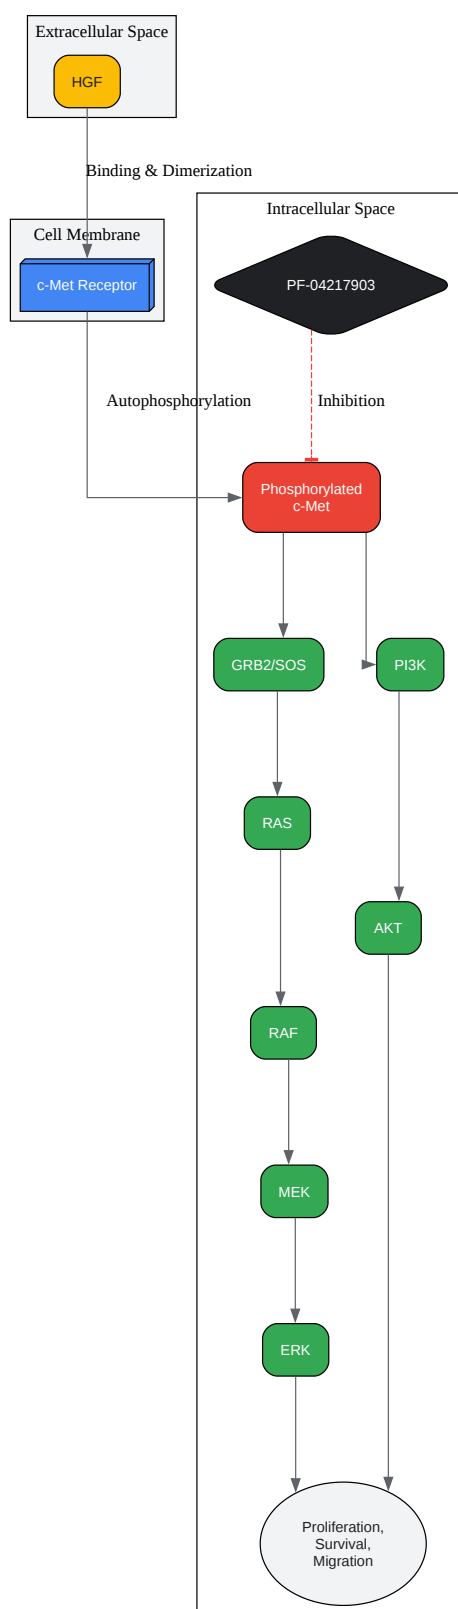 Extracellular Space
HGF
Binding & Dimerization
Cell Membrane
c-Met Receptor
Intracellular Space
PF-04217903
Autophosphorylation
Inhibition
Phosphorylated
c-Met
GRB2/SOS
PI3K
RAS
AKT
RAF
MEK
ERK
Proliferation,
Survival,
Migration